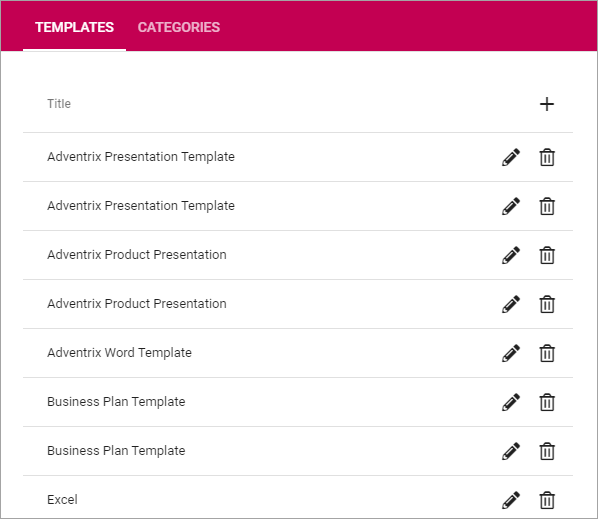 TEMPLATES CATEGORIES
Title
Adventrix Presentation Template
Adventrix Presentation Template
Adventrix Product Presentation
Adventrix Product Presentation
Adventrix Word Template
Business Plan Template
Business Plan Template
Excel